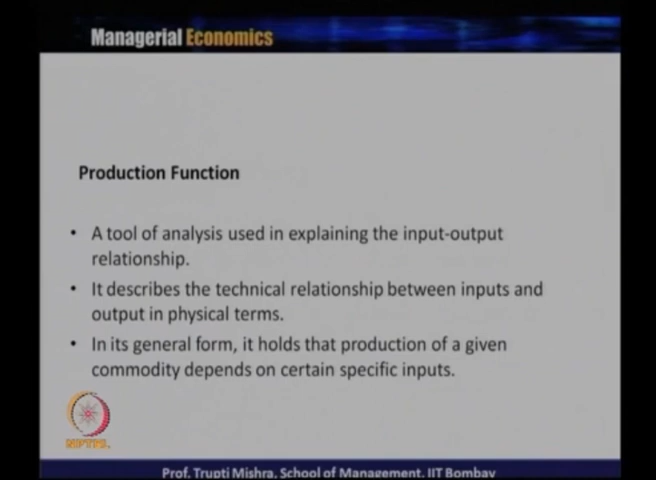 Managerial Economics
Production Function
• A tool of analysis used in explaining the input-output
relationship.
• It describes the technical relationship between inputs and
output in physical terms.
• In its general form, it holds that production of a given
commodity depends on certain specific inputs.
NPTEL
Prof. Trupti Mishra, School of Management, IIT Bombay